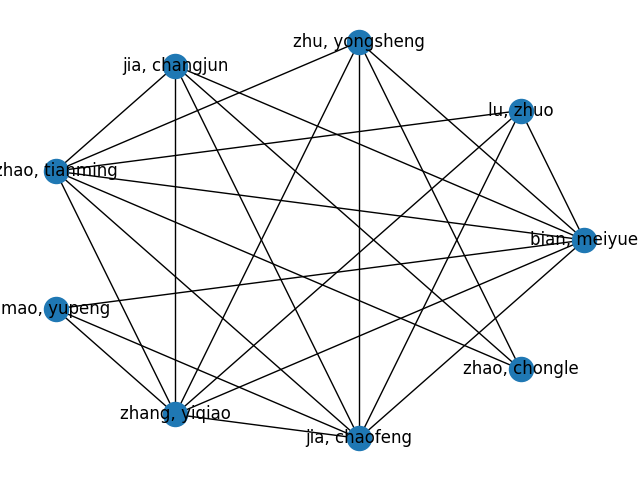 zhu, yongsheng
jia, changjun
lu, zhuo
zhao, tianming
bian, meiyue
mao, yupeng
zhao, chongle
zhang, yiqiao
jia, chaofeng